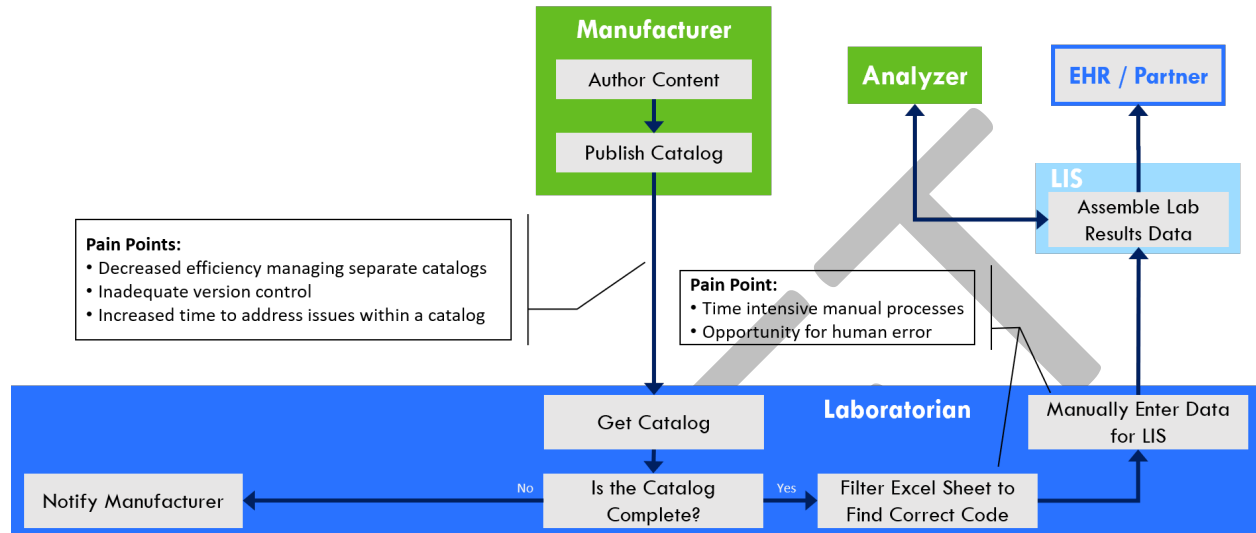 Manufacturer
Author Content
Publish Catalog
Analyzer
EHR / Partner
LIS
Assemble Lab
Results Data
Pain Points:
• Decreased efficiency managing separate catalogs
• Inadequate version control
• Increased time to address issues within a catalog
Pain Point:
• Time intensive manual processes
• Opportunity for human error
Laboratorian
Get Catalog
Manually Enter Data
for LIS
Notify Manufacturer
No
Is the Catalog
Complete?
Yes
Filter Excel Sheet to
Find Correct Code